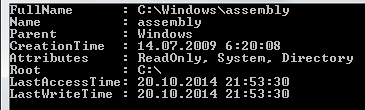 FullName : C:\Windows\assembly
Name : assembly
Parent : Windows
CreationTime : 14.07.2009 6:20:08
Attributes : ReadOnly, System, Directory
Root : C:\
LastAccessTime: 20.10.2014 21:53:30
LastWriteTime : 20.10.2014 21:53:30